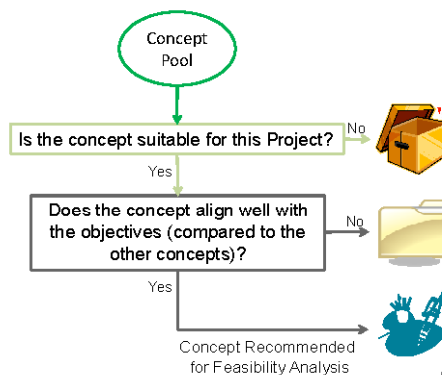 Concept
Pool
Is the concept suitable for this Project?
No
Yes
Does the concept align well with
the objectives (compared to the
other concepts)?
No
Yes
Concept Recommended
for Feasibility Analysis